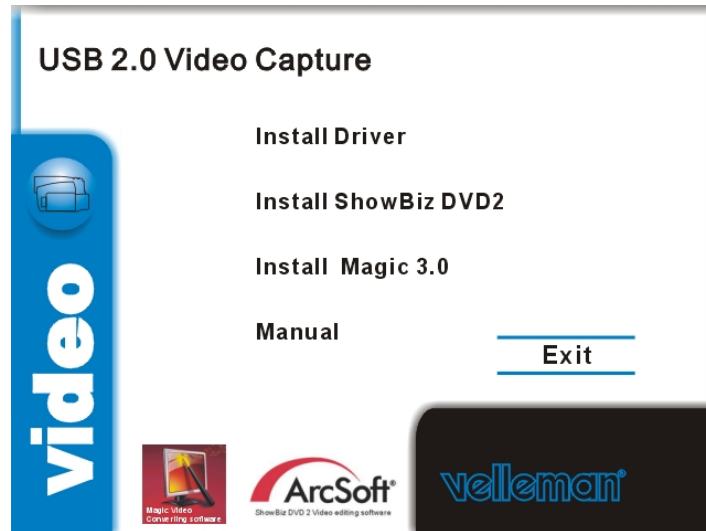 USB 2.0 Video Capture
Install Driver
Install ShowBiz DVD2
Install Magic 3.0
Manual
Exit
video
Magic Video
Converting software
ArcSoft®
ShowBiz DVD 2 Video editing software
velleman®